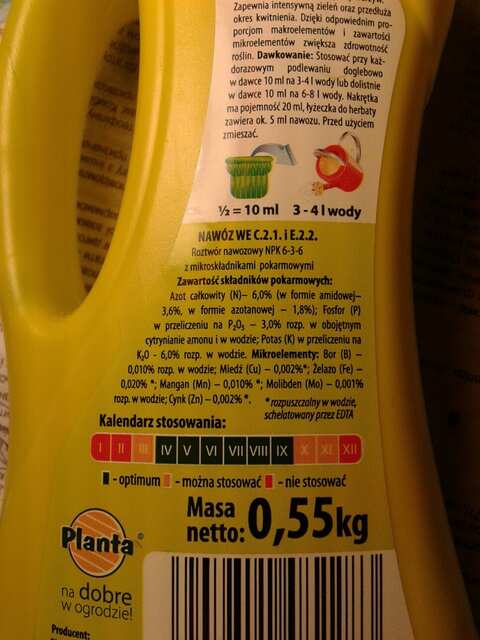 Zapewnia intensywną zieleń oraz przedłuża
okres kwitnienia. Dzięki odpowiednim pro-
porcjom makroelementów i zawartości
mikroelementów zwiększa zdrowotność
roślin. Dawkowanie: Stosować przy każ-
dorazowym podlewaniu doglebowo
w dawce 10 ml na 3-4 l wody lub dolistnie
w dawce 10 ml na 6-8 l wody. Nakrętka
ma pojemność 20 ml, łyżeczka do herbaty
zawiera ok. 5 ml nawozu. Przed użyciem
zmieszać.
½ = 10 ml 3 - 4 l wody
NAWÓZ WE C.2.1. i E.2.2.
Roztwór nawozowy NPK 6-3-6
z mikroskładnikami pokarmowymi
Zawartość składników pokarmowych:
Azot całkowity (N)– 6,0% (w formie amidowej–
3,6%, w formie azotanowej – 1,8%); Fosfor (P)
w przeliczeniu na P₂O₅ – 3,0% rozp. w obojętnym
cytrynianie amonu i w wodzie; Potas (K) w przeliczeniu na
K₂O - 6,0% rozp. w wodzie. Mikroelementy: Bor (B) –
0,010% rozp. w wodzie; Miedź (Cu) – 0,002%*; Żelazo (Fe) –
0,020% *; Mangan (Mn) – 0,010% *; Molibden (Mo) – 0,001%
rozp. w wodzie; Cynk (Zn) – 0,002% *.
* rozpuszczalny w wodzie,
schelatowany przez EDTA
Kalendarz stosowania:
I II III IV V VI VII VIII IX X XI XII
- optimum - można stosować - nie stosować
Masa
netto: 0,55kg
Planta
na dobre
w ogrodzie!
Producent: